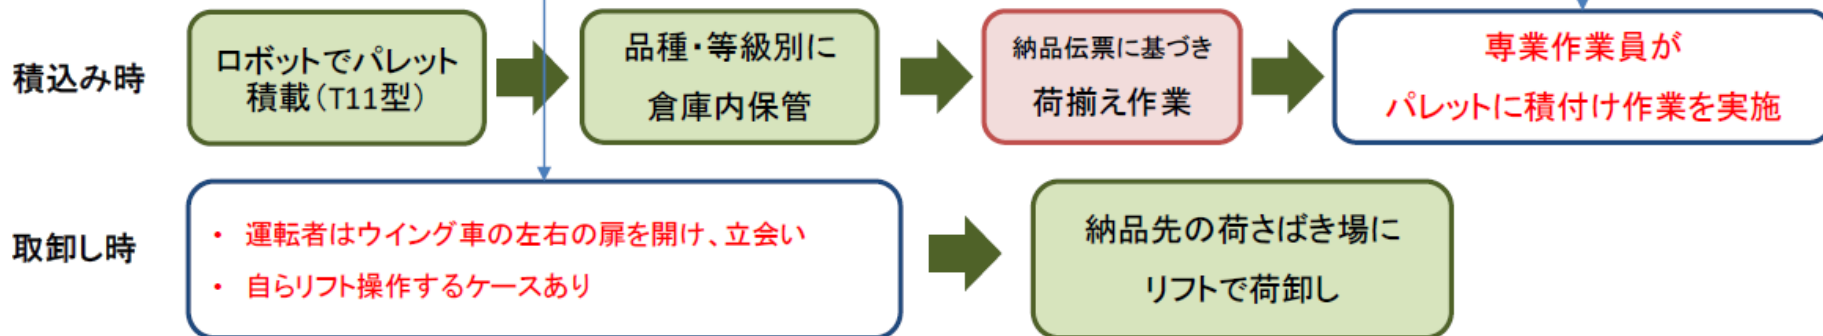 積込み時
ロボットでパレット
積載（T11型）
品種・等級別に
倉庫内保管
納品伝票に基づき
荷揃え作業
専業作業員が
パレットに積付け作業を実施
取卸し時
・ 運転者はウイング車の左右の扉を開け、立会い
・ 自らリフト操作するケースあり
納品先の荷さばき場に
リフトで荷卸し